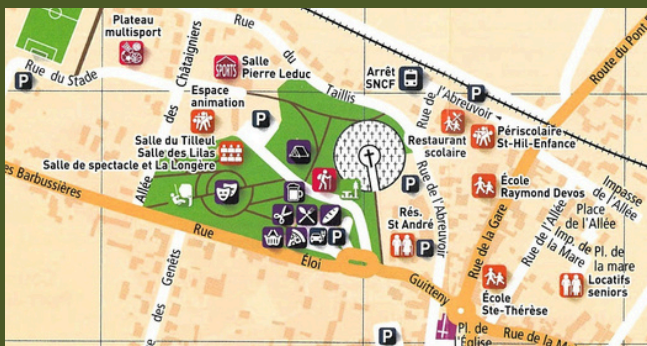 Plateau
multisport
Rue du Stade
Allée des Châtaigniers
Rue du Taillis
SPORTS
Salle
Pierre Leduc
Espace
animation
Salle du Tilleul
Salle des Lilas
Salle de spectacle et La Longère
Arrêt
SNCF
Rue de l'Abreuvoir
Route du Pont
Restaurant
scolaire
Périscolaire
St-Hil-Enfance
École
Raymond Devos
Rue de l'Abreuvoir
Rue de la Gare
Rue de l'Allée
Impasse
de l'Allée
Place
de l'Allée
Imp. de
la Mare
Pl. de
la mare
Locatifs
seniors
Rés.
St André
École
Ste-Thérèse
es Barbussières
Rue Éloi Guitteny
e des Genêts
Pl. de
l'Église
Rue de la Ma
P
P
P
P
P
P
P